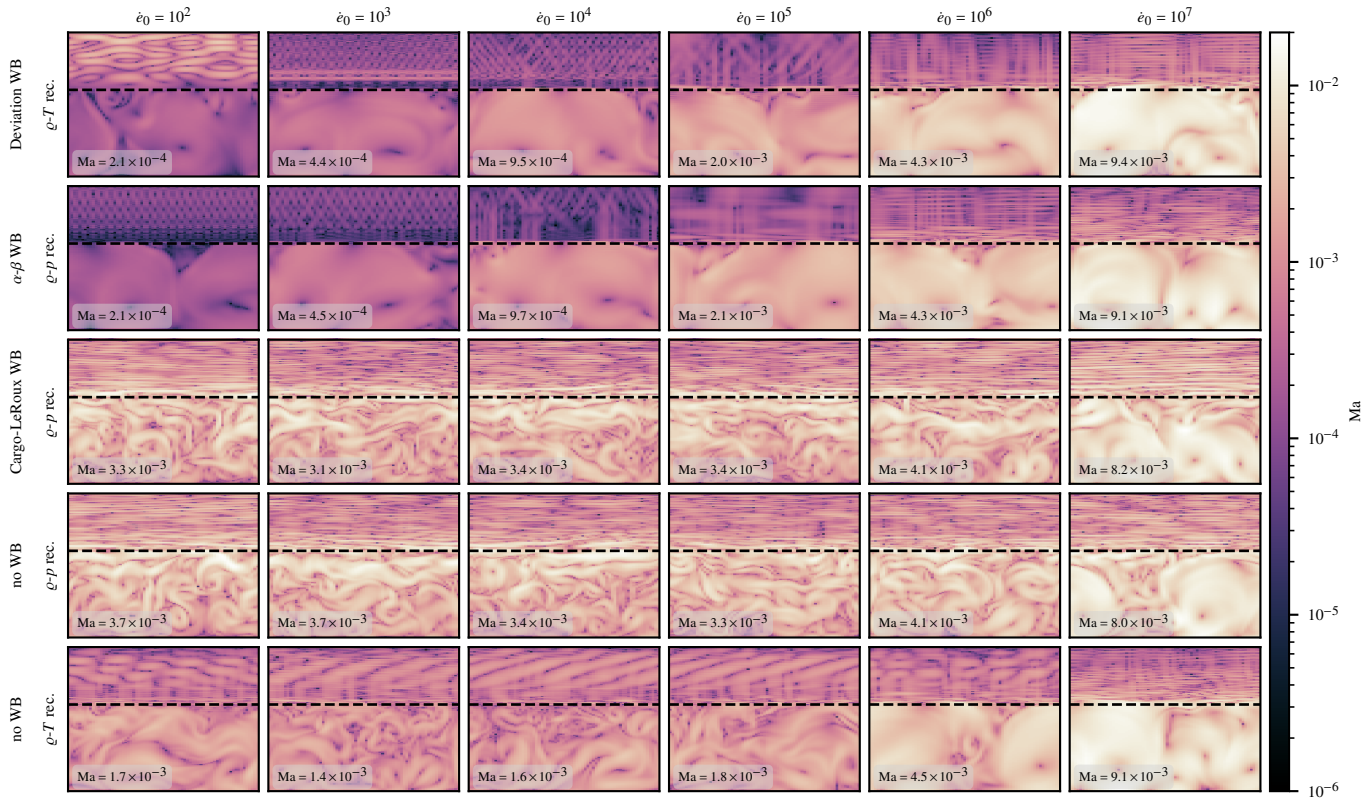 ė₀ = 10² ė₀ = 10³ ė₀ = 10⁴ ė₀ = 10⁵ ė₀ = 10⁶ ė₀ = 10⁷
Deviation WB
ϱ-T rec.
Ma = 2.1×10⁻⁴ Ma = 4.4×10⁻⁴ Ma = 9.5×10⁻⁴ Ma = 2.0×10⁻³ Ma = 4.3×10⁻³ Ma = 9.4×10⁻³
α-β WB
ϱ-p rec.
Ma = 2.1×10⁻⁴ Ma = 4.5×10⁻⁴ Ma = 9.7×10⁻⁴ Ma = 2.1×10⁻³ Ma = 4.3×10⁻³ Ma = 9.1×10⁻³
Cargo-LeRoux WB
ϱ-p rec.
Ma = 3.3×10⁻³ Ma = 3.1×10⁻³ Ma = 3.4×10⁻³ Ma = 3.4×10⁻³ Ma = 4.1×10⁻³ Ma = 8.2×10⁻³
no WB
ϱ-p rec.
Ma = 3.7×10⁻³ Ma = 3.7×10⁻³ Ma = 3.4×10⁻³ Ma = 3.3×10⁻³ Ma = 4.1×10⁻³ Ma = 8.0×10⁻³
no WB
ϱ-T rec.
Ma = 1.7×10⁻³ Ma = 1.4×10⁻³ Ma = 1.6×10⁻³ Ma = 1.8×10⁻³ Ma = 4.5×10⁻³ Ma = 9.1×10⁻³
10⁻²
10⁻³
10⁻⁴
10⁻⁵
10⁻⁶
Ma